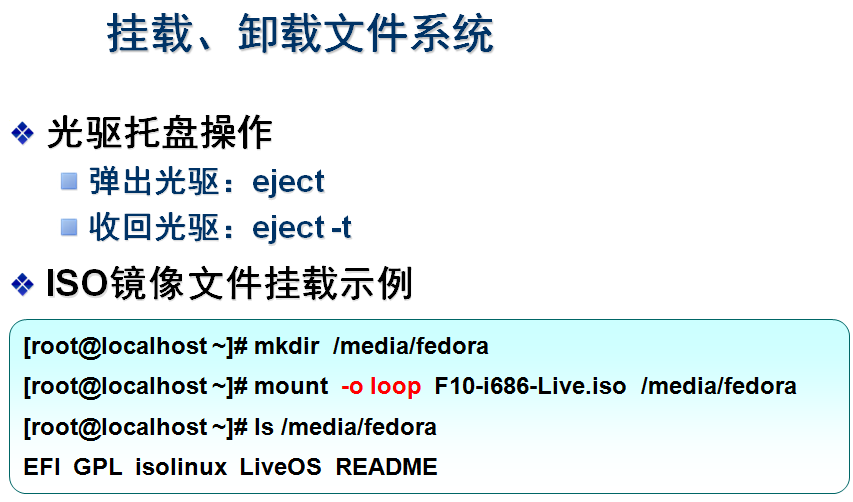 挂载、卸载文件系统
光驱托盘操作
弹出光驱：eject
收回光驱：eject -t
ISO镜像文件挂载示例
[root@localhost ~]# mkdir  /media/fedora
[root@localhost ~]# mount  -o loop  F10-i686-Live.iso  /media/fedora
[root@localhost ~]# ls /media/fedora
EFI  GPL  isolinux  LiveOS  README